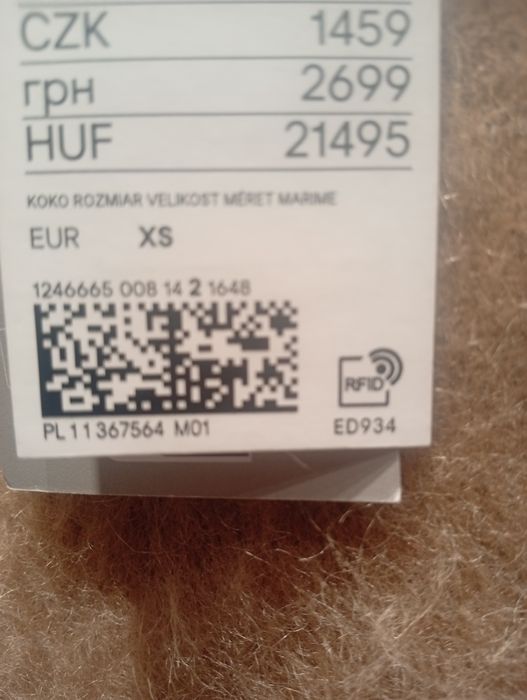 CZK 1459
грн 2699
HUF 21495
KOKO ROZMIAR VELIKOST MÉRET MARIME
EUR XS
1246665 008 14 2 1648
RFID
PL 11367564 M01
ED934